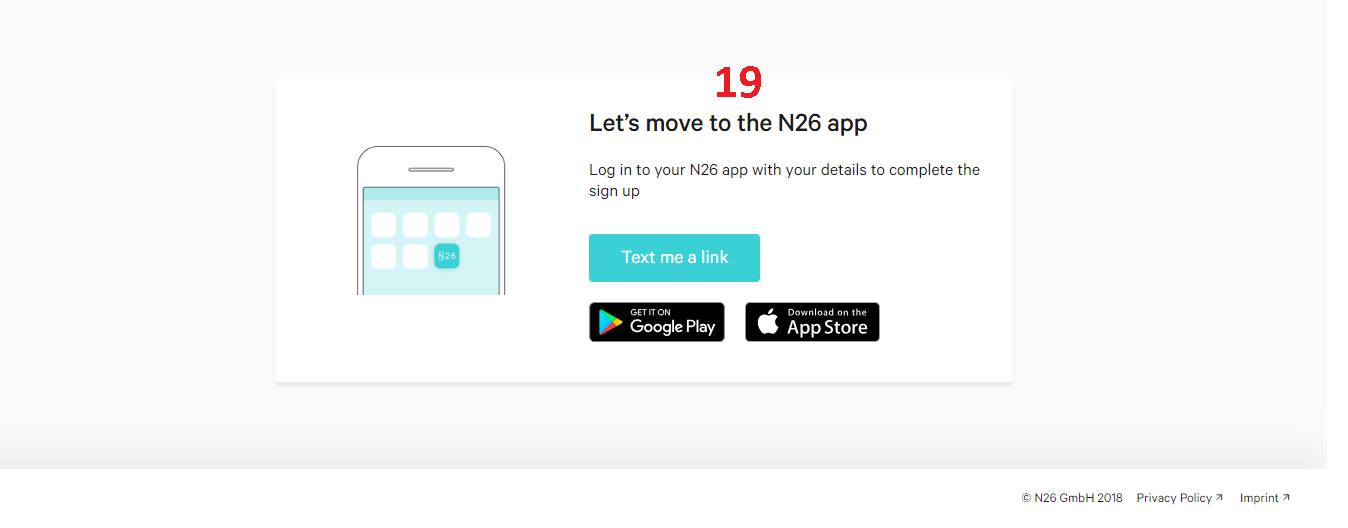 19
Let's move to the N26 app
Log in to your N26 app with your details to complete the
sign up
N26
Text me a link
GET IT ON
Google Play
Download on the
App Store
© N26 GmbH 2018 Privacy Policy ↗ Imprint ↗